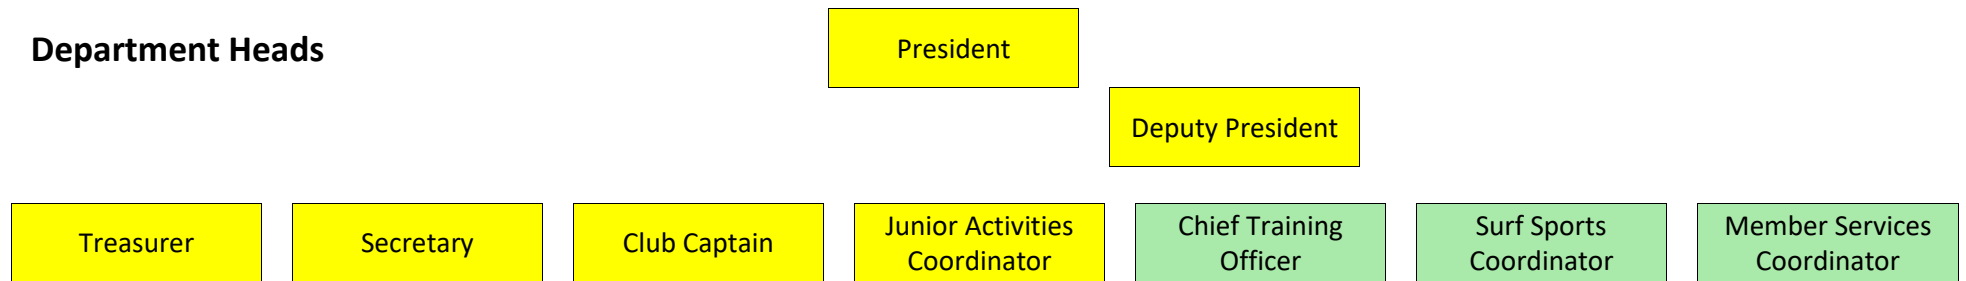 Department Heads
President
Deputy President
Treasurer
Secretary
Club Captain
Junior Activities
Coordinator
Chief Training
Officer
Surf Sports
Coordinator
Member Services
Coordinator